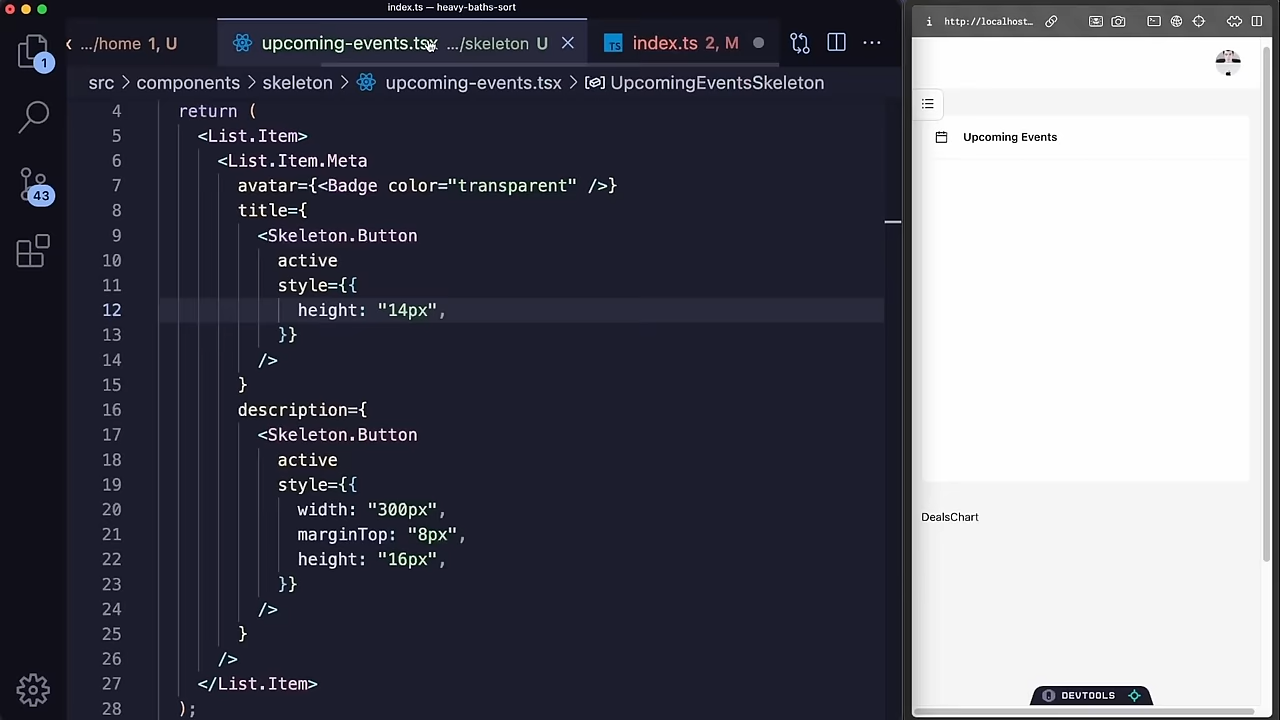 index.ts — heavy-baths-sort
.../home 1, U
upcoming-events.tsx .../skeleton U
index.ts 2, M
src > components > skeleton > upcoming-events.tsx > UpcomingEventsSkeleton
1
43
4 return (
5 <List.Item>
6 <List.Item.Meta
7 avatar={<Badge color="transparent" />}
8 title={
9 <Skeleton.Button
10 active
11 style={{
12 height: "14px",
13 }}
14 />
15 }
16 description={
17 <Skeleton.Button
18 active
19 style={{
20 width: "300px",
21 marginTop: "8px",
22 height: "16px",
23 }}
24 />
25 }
26 />
27 </List.Item>
28 );
http://localhost...
Upcoming Events
DealsChart
DEVTOOLS